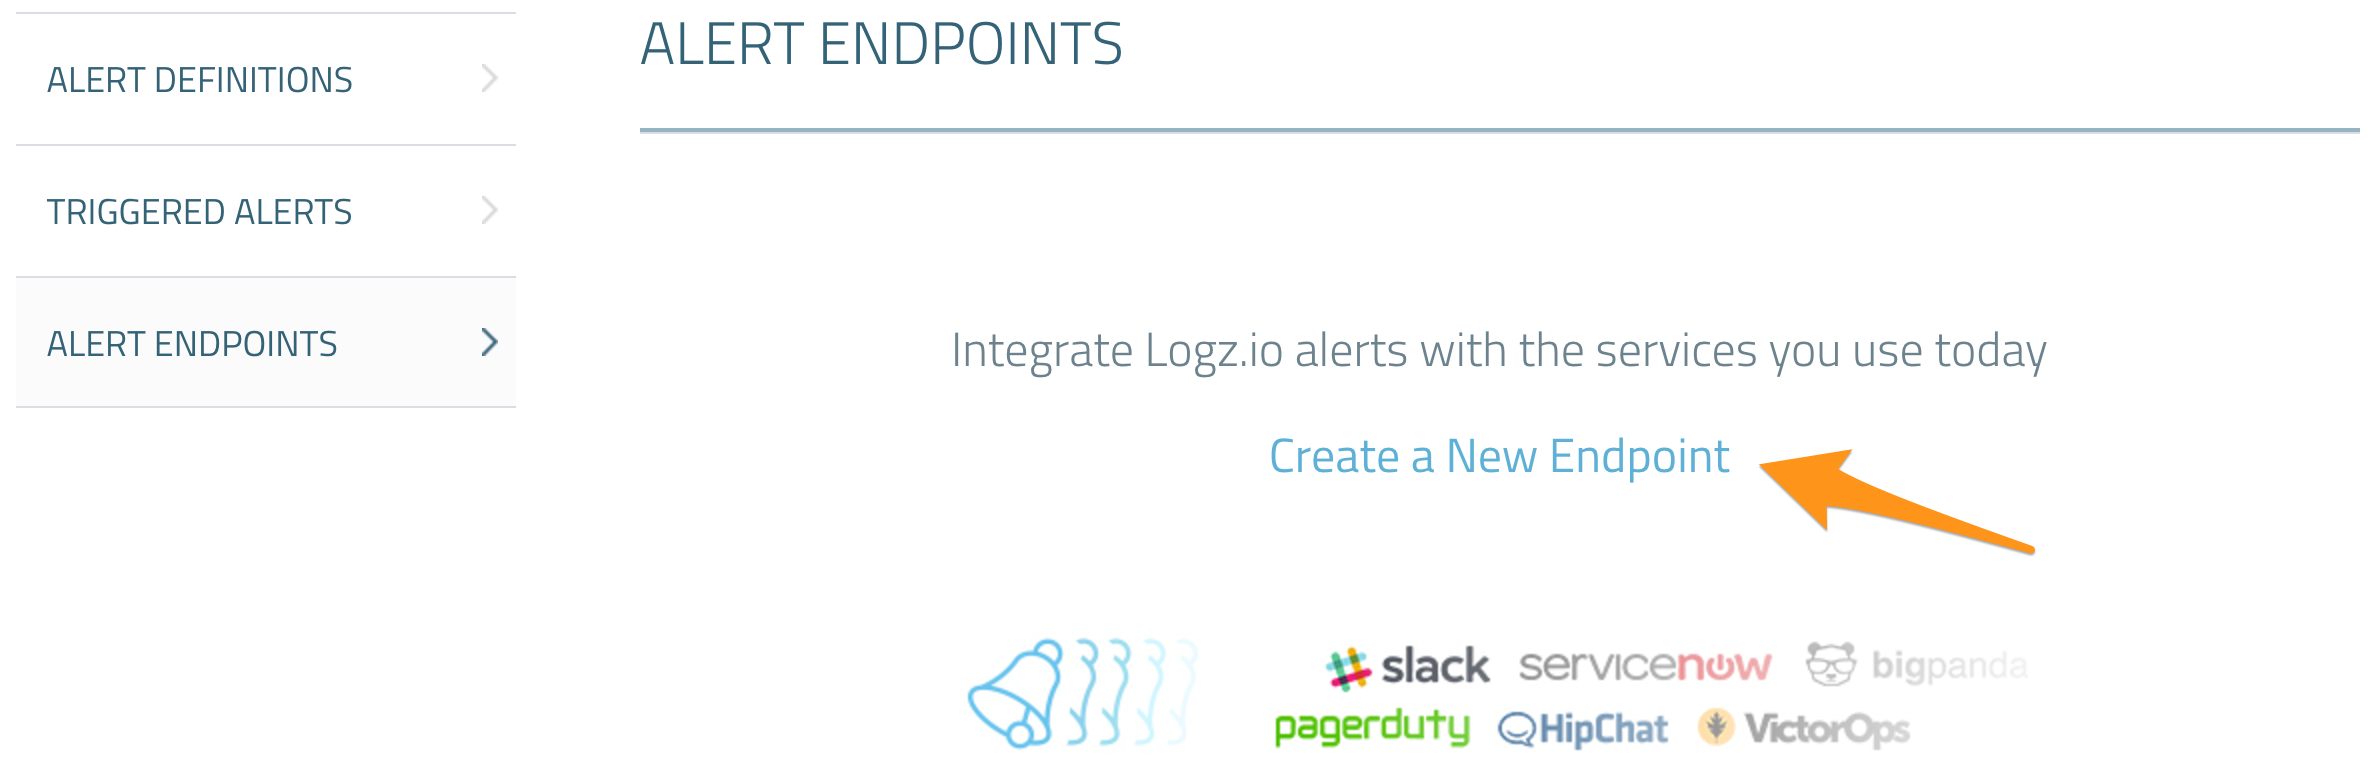 ALERT DEFINITIONS
TRIGGERED ALERTS
ALERT ENDPOINTS
ALERT ENDPOINTS
Integrate Logz.io alerts with the services you use today
Create a New Endpoint
slack servicenow bigpanda
pagerduty HipChat VictorOps